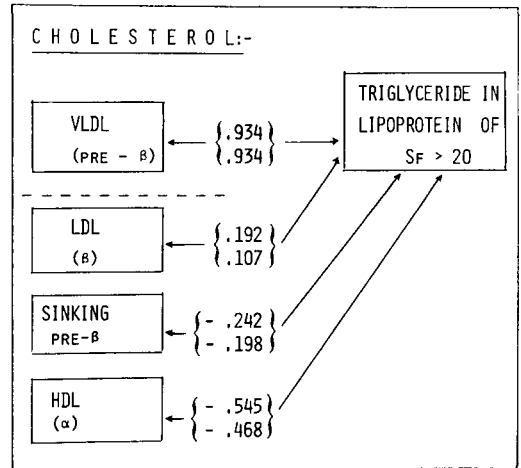 CHOLESTEROL:-
TRIGLYCERIDE IN
LIPOPROTEIN OF
SF > 20
VLDL
(PRE - β)
{.934
.934}
LDL
(β)
{.192
.107}
SINKING
PRE-β
{- .242
- .198}
HDL
(α)
{- .545
- .468}